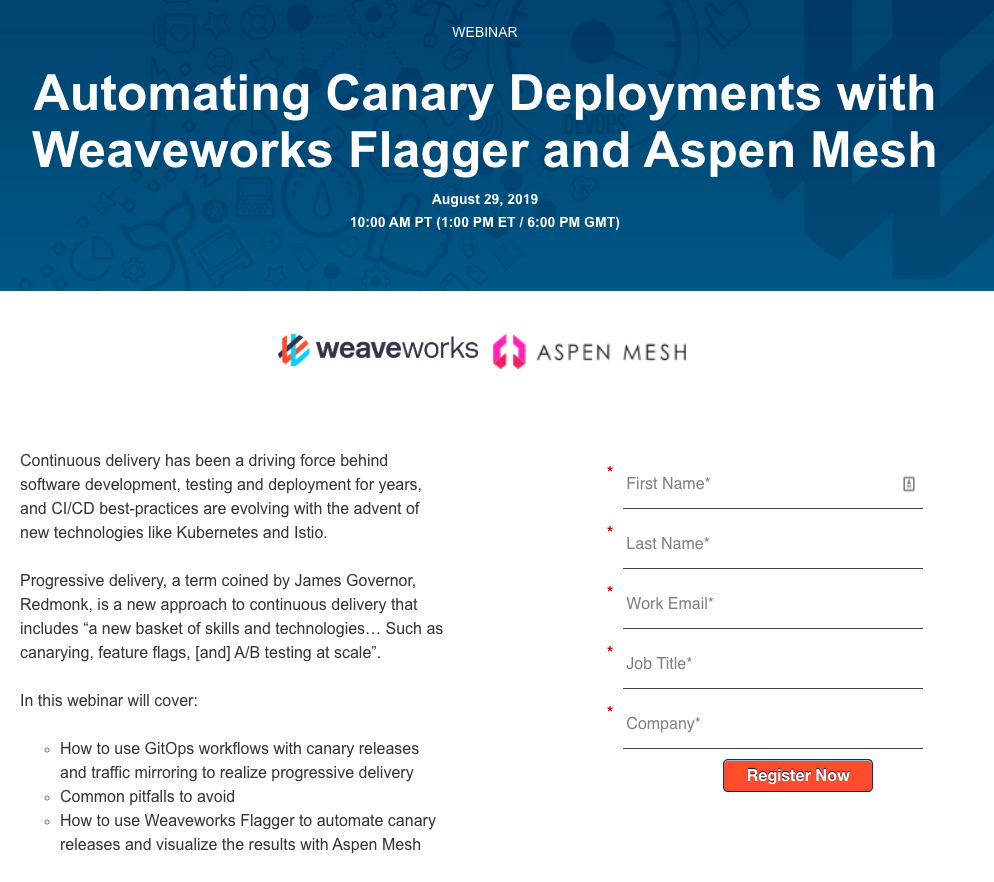 WEBINAR
Automating Canary Deployments with
Weaveworks Flagger and Aspen Mesh
August 29, 2019
10:00 AM PT (1:00 PM ET / 6:00 PM GMT)
DEVOPS
weaveworks ASPEN MESH
Continuous delivery has been a driving force behind
software development, testing and deployment for years,
and CI/CD best-practices are evolving with the advent of
new technologies like Kubernetes and Istio.
Progressive delivery, a term coined by James Governor,
Redmonk, is a new approach to continuous delivery that
includes “a new basket of skills and technologies… Such as
canarying, feature flags, [and] A/B testing at scale”.
In this webinar will cover:
How to use GitOps workflows with canary releases
and traffic mirroring to realize progressive delivery
Common pitfalls to avoid
How to use Weaveworks Flagger to automate canary
releases and visualize the results with Aspen Mesh
* First Name*
* Last Name*
* Work Email*
* Job Title*
* Company*
Register Now